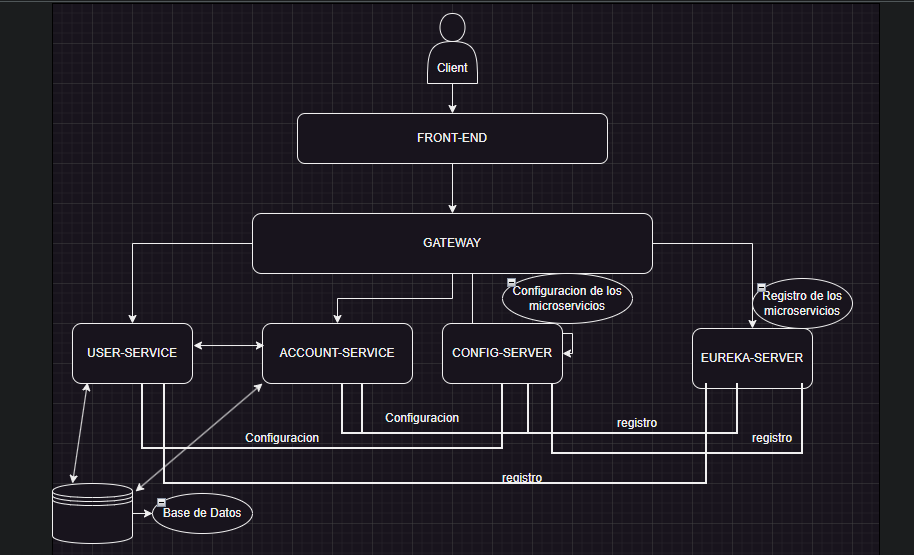 Client
FRONT-END
GATEWAY
Configuracion de los
microservicios
Registro de los
microservicios
USER-SERVICE
ACCOUNT-SERVICE
CONFIG-SERVER
EUREKA-SERVER
Configuracion
registro
Configuracion
registro
registro
Base de Datos